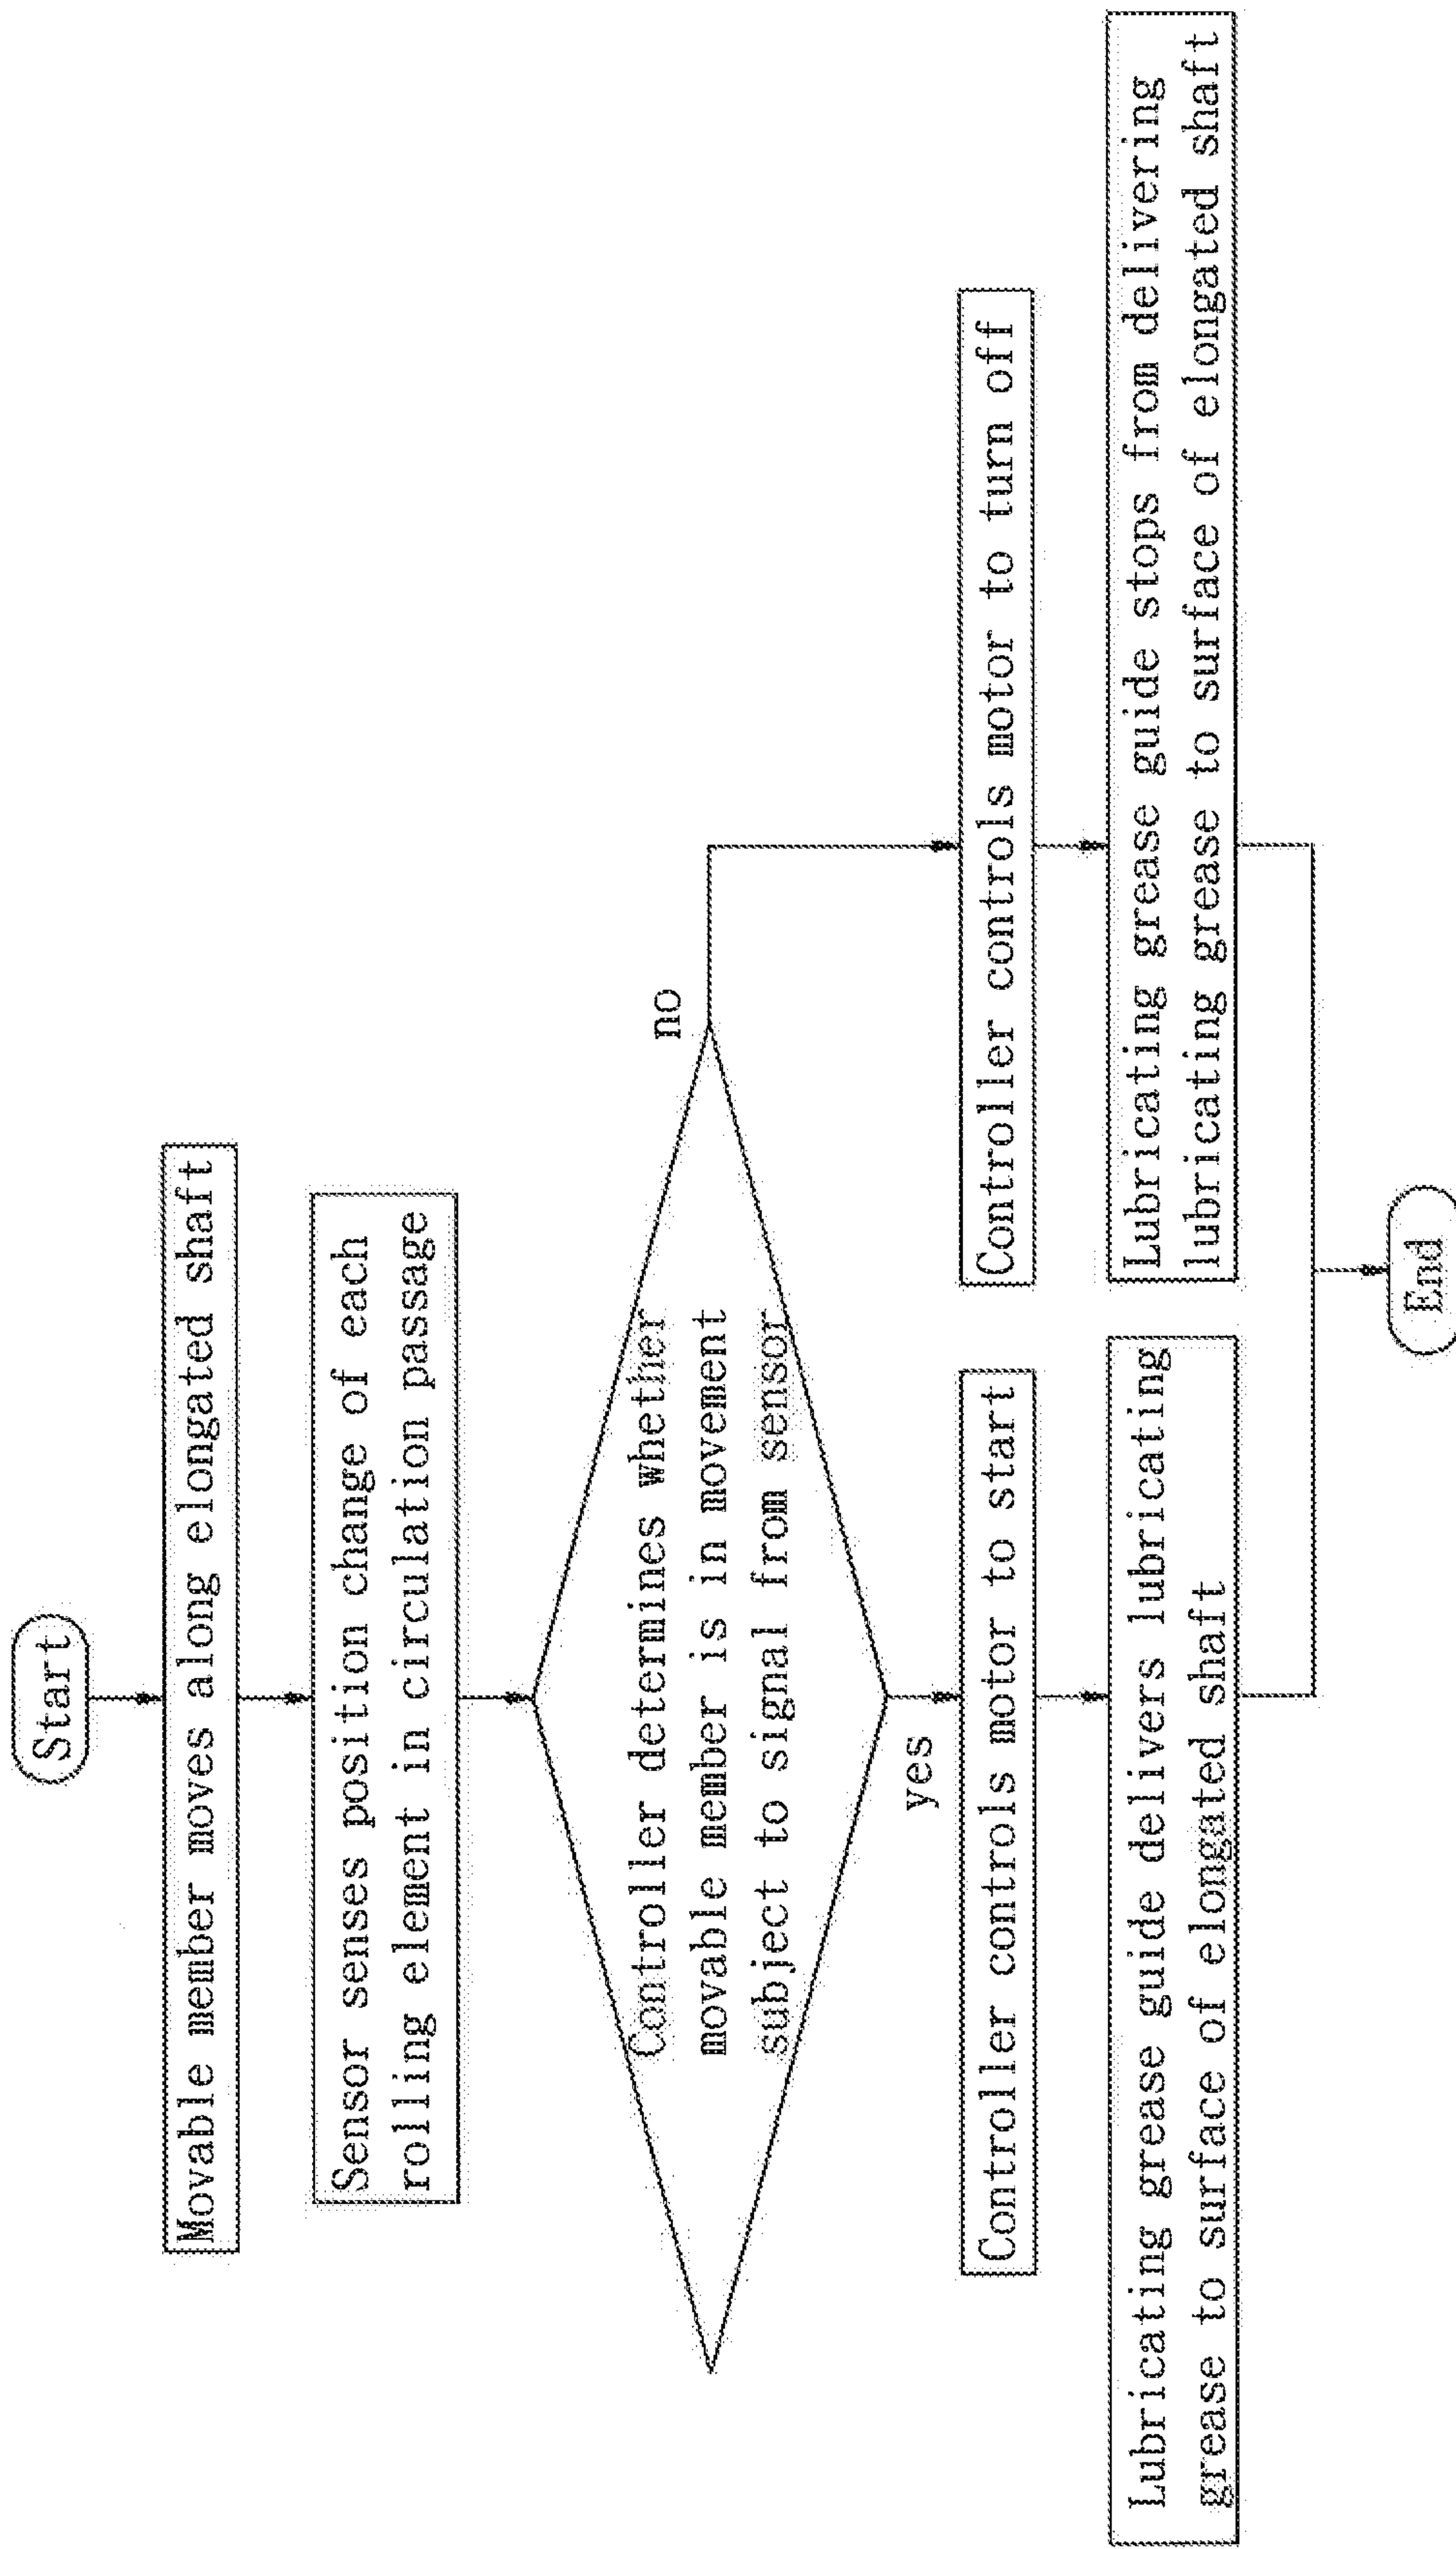 Start
Movable member moves along elongated shaft
Sensor senses position change of each
rolling element in circulation passage
Controller determines whether
movable member is in movement
subject to signal from sensor
no
yes
Controller controls motor to start
Controller controls motor to turn off
Lubricating grease guide delivers lubricating
grease to surface of elongated shaft
Lubricating grease guide stops from delivering
lubricating grease to surface of elongated shaft
End